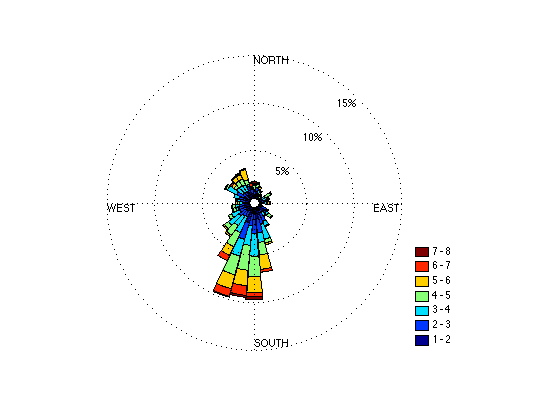 NORTH
15%
10%
5%
WEST
EAST
SOUTH
7 - 8
6 - 7
5 - 6
4 - 5
3 - 4
2 - 3
1 - 2